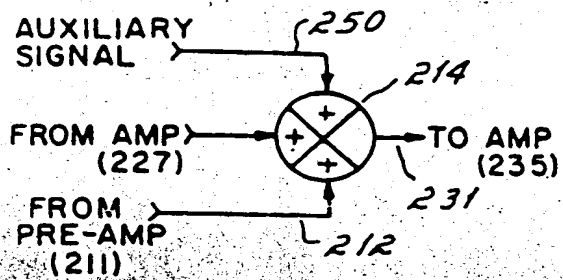 AUXILIARY
SIGNAL
250
214
+
FROM AMP
(227)
+
+
TO AMP
(235)
231
FROM
PRE-AMP
(211)
212